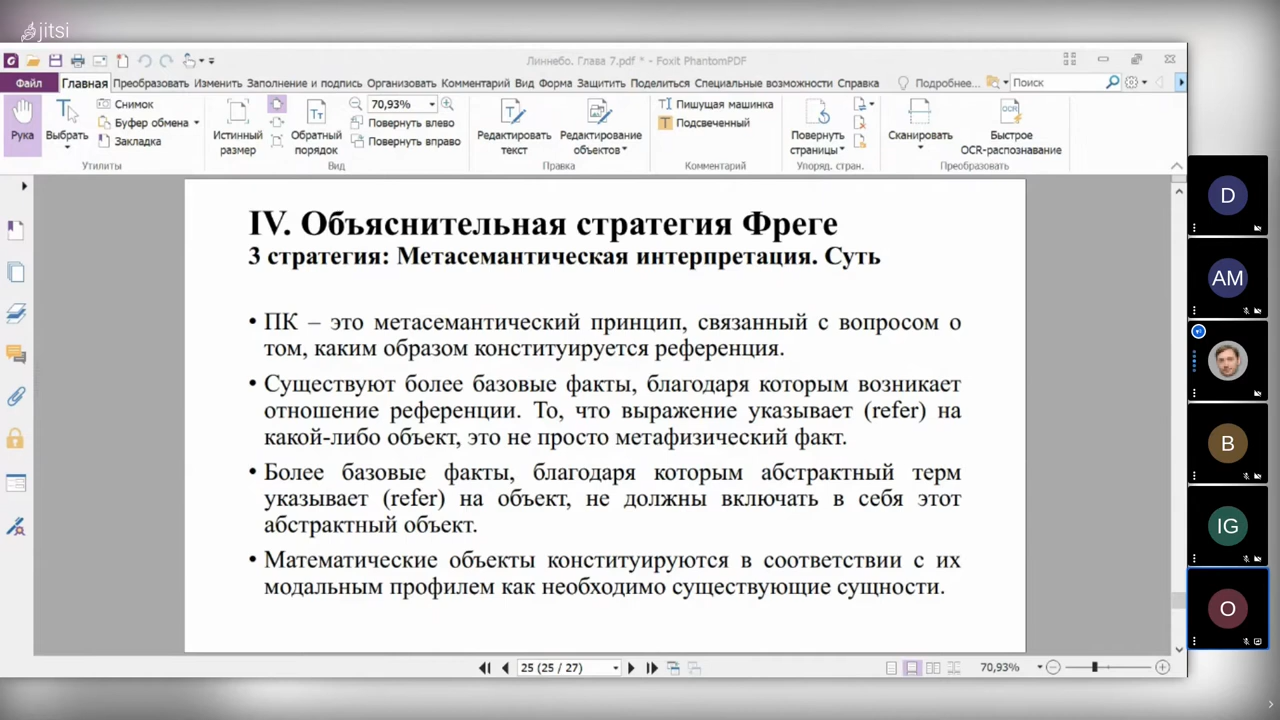 jitsi
Линнебо. Глава 7.pdf * - Foxit PhantomPDF
Файл Главная Преобразовать Изменить Заполнение и подпись Организовать Комментарий Вид Форма Защитить Поделиться Специальные возможности Справка Подробнее... Поиск
Рука
Выбрать
Снимок
Буфер обмена
Закладка
Утилиты
Истинный размер
Обратный порядок
70,93%
Повернуть влево
Повернуть вправо
Вид
Редактировать текст
Редактирование объектов
Правка
Пишущая машинка
Подсвеченный
Комментарий
Повернуть страницы
Упоряд. стран.
Сканировать
OCR
Быстрое OCR-распознавание
Преобразовать
IV. Объяснительная стратегия Фреге
3 стратегия: Метасемантическая интерпретация. Суть
• ПК – это метасемантический принцип, связанный с вопросом о
том, каким образом конституируется референция.
• Существуют более базовые факты, благодаря которым возникает
отношение референции. То, что выражение указывает (refer) на
какой-либо объект, это не просто метафизический факт.
• Более базовые факты, благодаря которым абстрактный терм
указывает (refer) на объект, не должны включать в себя этот
абстрактный объект.
• Математические объекты конституируются в соответствии с их
модальным профилем как необходимо существующие сущности.
25 (25 / 27)
70,93%
D
AM
B
IG
O